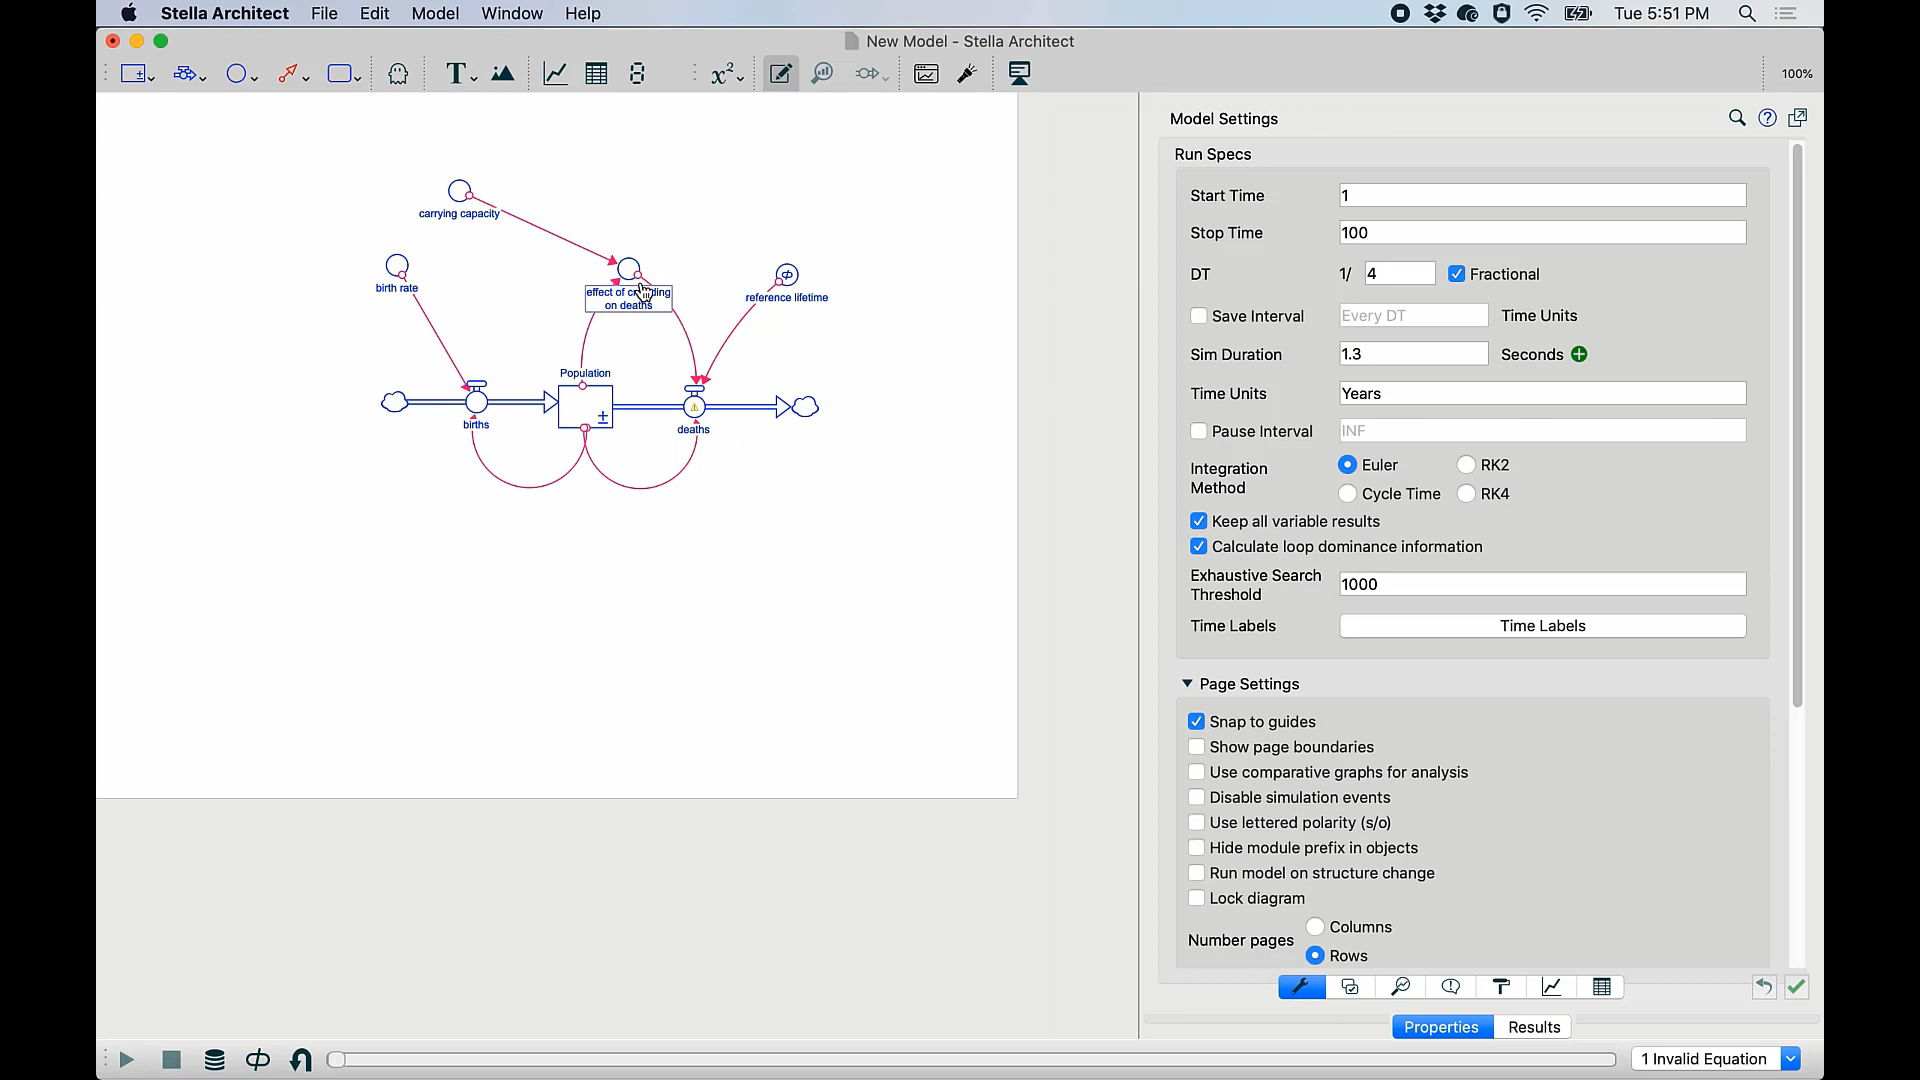 Stella Architect File Edit Model Window Help Tue 5:51 PM
New Model - Stella Architect
T x² 100%
Model Settings
Run Specs
Start Time 1
Stop Time 100
DT 1/ 4 Fractional
Save Interval Every DT Time Units
Sim Duration 1.3 Seconds
Time Units Years
Pause Interval INF
Integration Method Euler RK2
Cycle Time RK4
Keep all variable results
Calculate loop dominance information
Exhaustive Search Threshold 1000
Time Labels Time Labels
Page Settings
Snap to guides
Show page boundaries
Use comparative graphs for analysis
Disable simulation events
Use lettered polarity (s/o)
Hide module prefix in objects
Run model on structure change
Lock diagram
Number pages Columns
Rows
Properties Results
1 Invalid Equation
carrying capacity
birth rate
effect of
on deaths
reference lifetime
Population
births
deaths